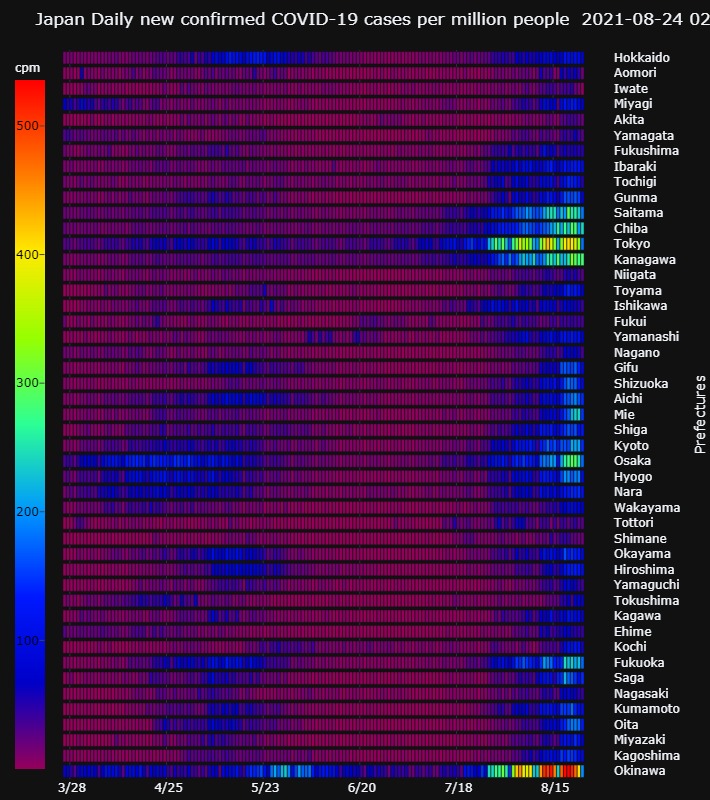 Japan Daily new confirmed COVID-19 cases per million people 2021-08-24 02
cpm
500
400
300
200
100
Hokkaido
Aomori
Iwate
Miyagi
Akita
Yamagata
Fukushima
Ibaraki
Tochigi
Gunma
Saitama
Chiba
Tokyo
Kanagawa
Niigata
Toyama
Ishikawa
Fukui
Yamanashi
Nagano
Gifu
Shizuoka
Aichi
Mie
Shiga
Kyoto
Osaka
Hyogo
Nara
Wakayama
Tottori
Shimane
Okayama
Hiroshima
Yamaguchi
Tokushima
Kagawa
Ehime
Kochi
Fukuoka
Saga
Nagasaki
Kumamoto
Oita
Miyazaki
Kagoshima
Okinawa
Prefectures
3/28 4/25 5/23 6/20 7/18 8/15